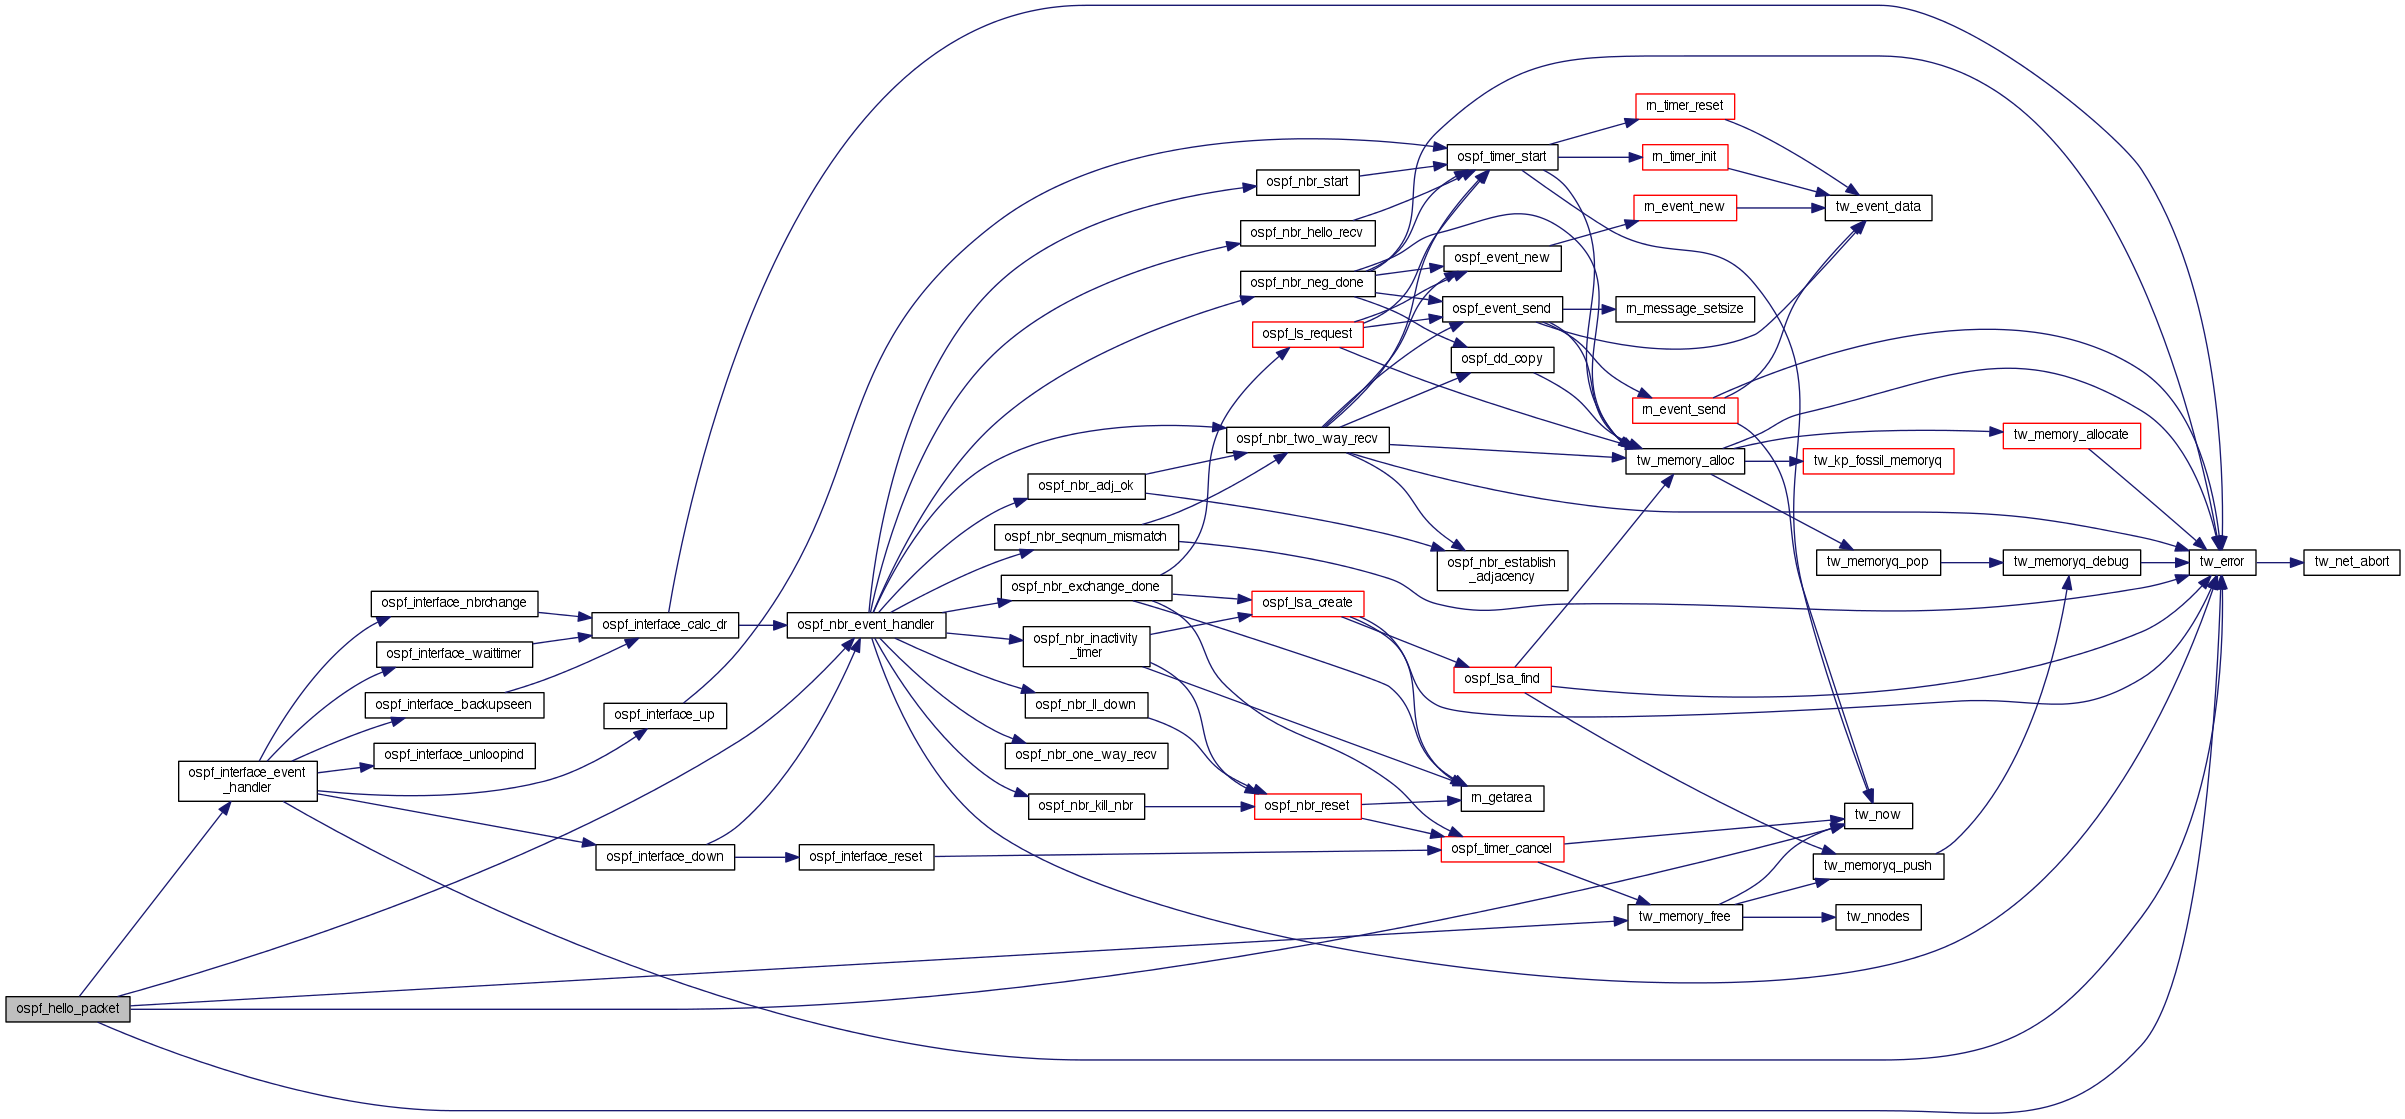 rn_timer_reset
ospf_timer_start
rn_timer_init
ospf_nbr_start
rn_event_new
tw_event_data
ospf_nbr_hello_recv
ospf_event_new
ospf_nbr_neg_done
ospf_event_send
rn_message_setsize
ospf_ls_request
ospf_dd_copy
rn_event_send
ospf_nbr_two_way_recv
tw_memory_allocate
tw_memory_alloc
tw_kp_fossil_memoryq
ospf_nbr_adj_ok
ospf_nbr_seqnum_mismatch
ospf_nbr_establish
_adjacency
tw_memoryq_pop
tw_memoryq_debug
tw_error
tw_net_abort
ospf_nbr_exchange_done
ospf_interface_nbrchange
ospf_lsa_create
ospf_interface_calc_dr
ospf_nbr_event_handler
ospf_nbr_inactivity
_timer
ospf_interface_waittimer
ospf_lsa_find
ospf_interface_backupseen
ospf_nbr_ll_down
ospf_interface_up
ospf_interface_unloopind
ospf_nbr_one_way_recv
ospf_interface_event
_handler
ospf_nbr_kill_nbr
ospf_nbr_reset
rn_getarea
tw_now
ospf_timer_cancel
ospf_interface_down
ospf_interface_reset
tw_memoryq_push
tw_memory_free
tw_nnodes
ospf_hello_packet